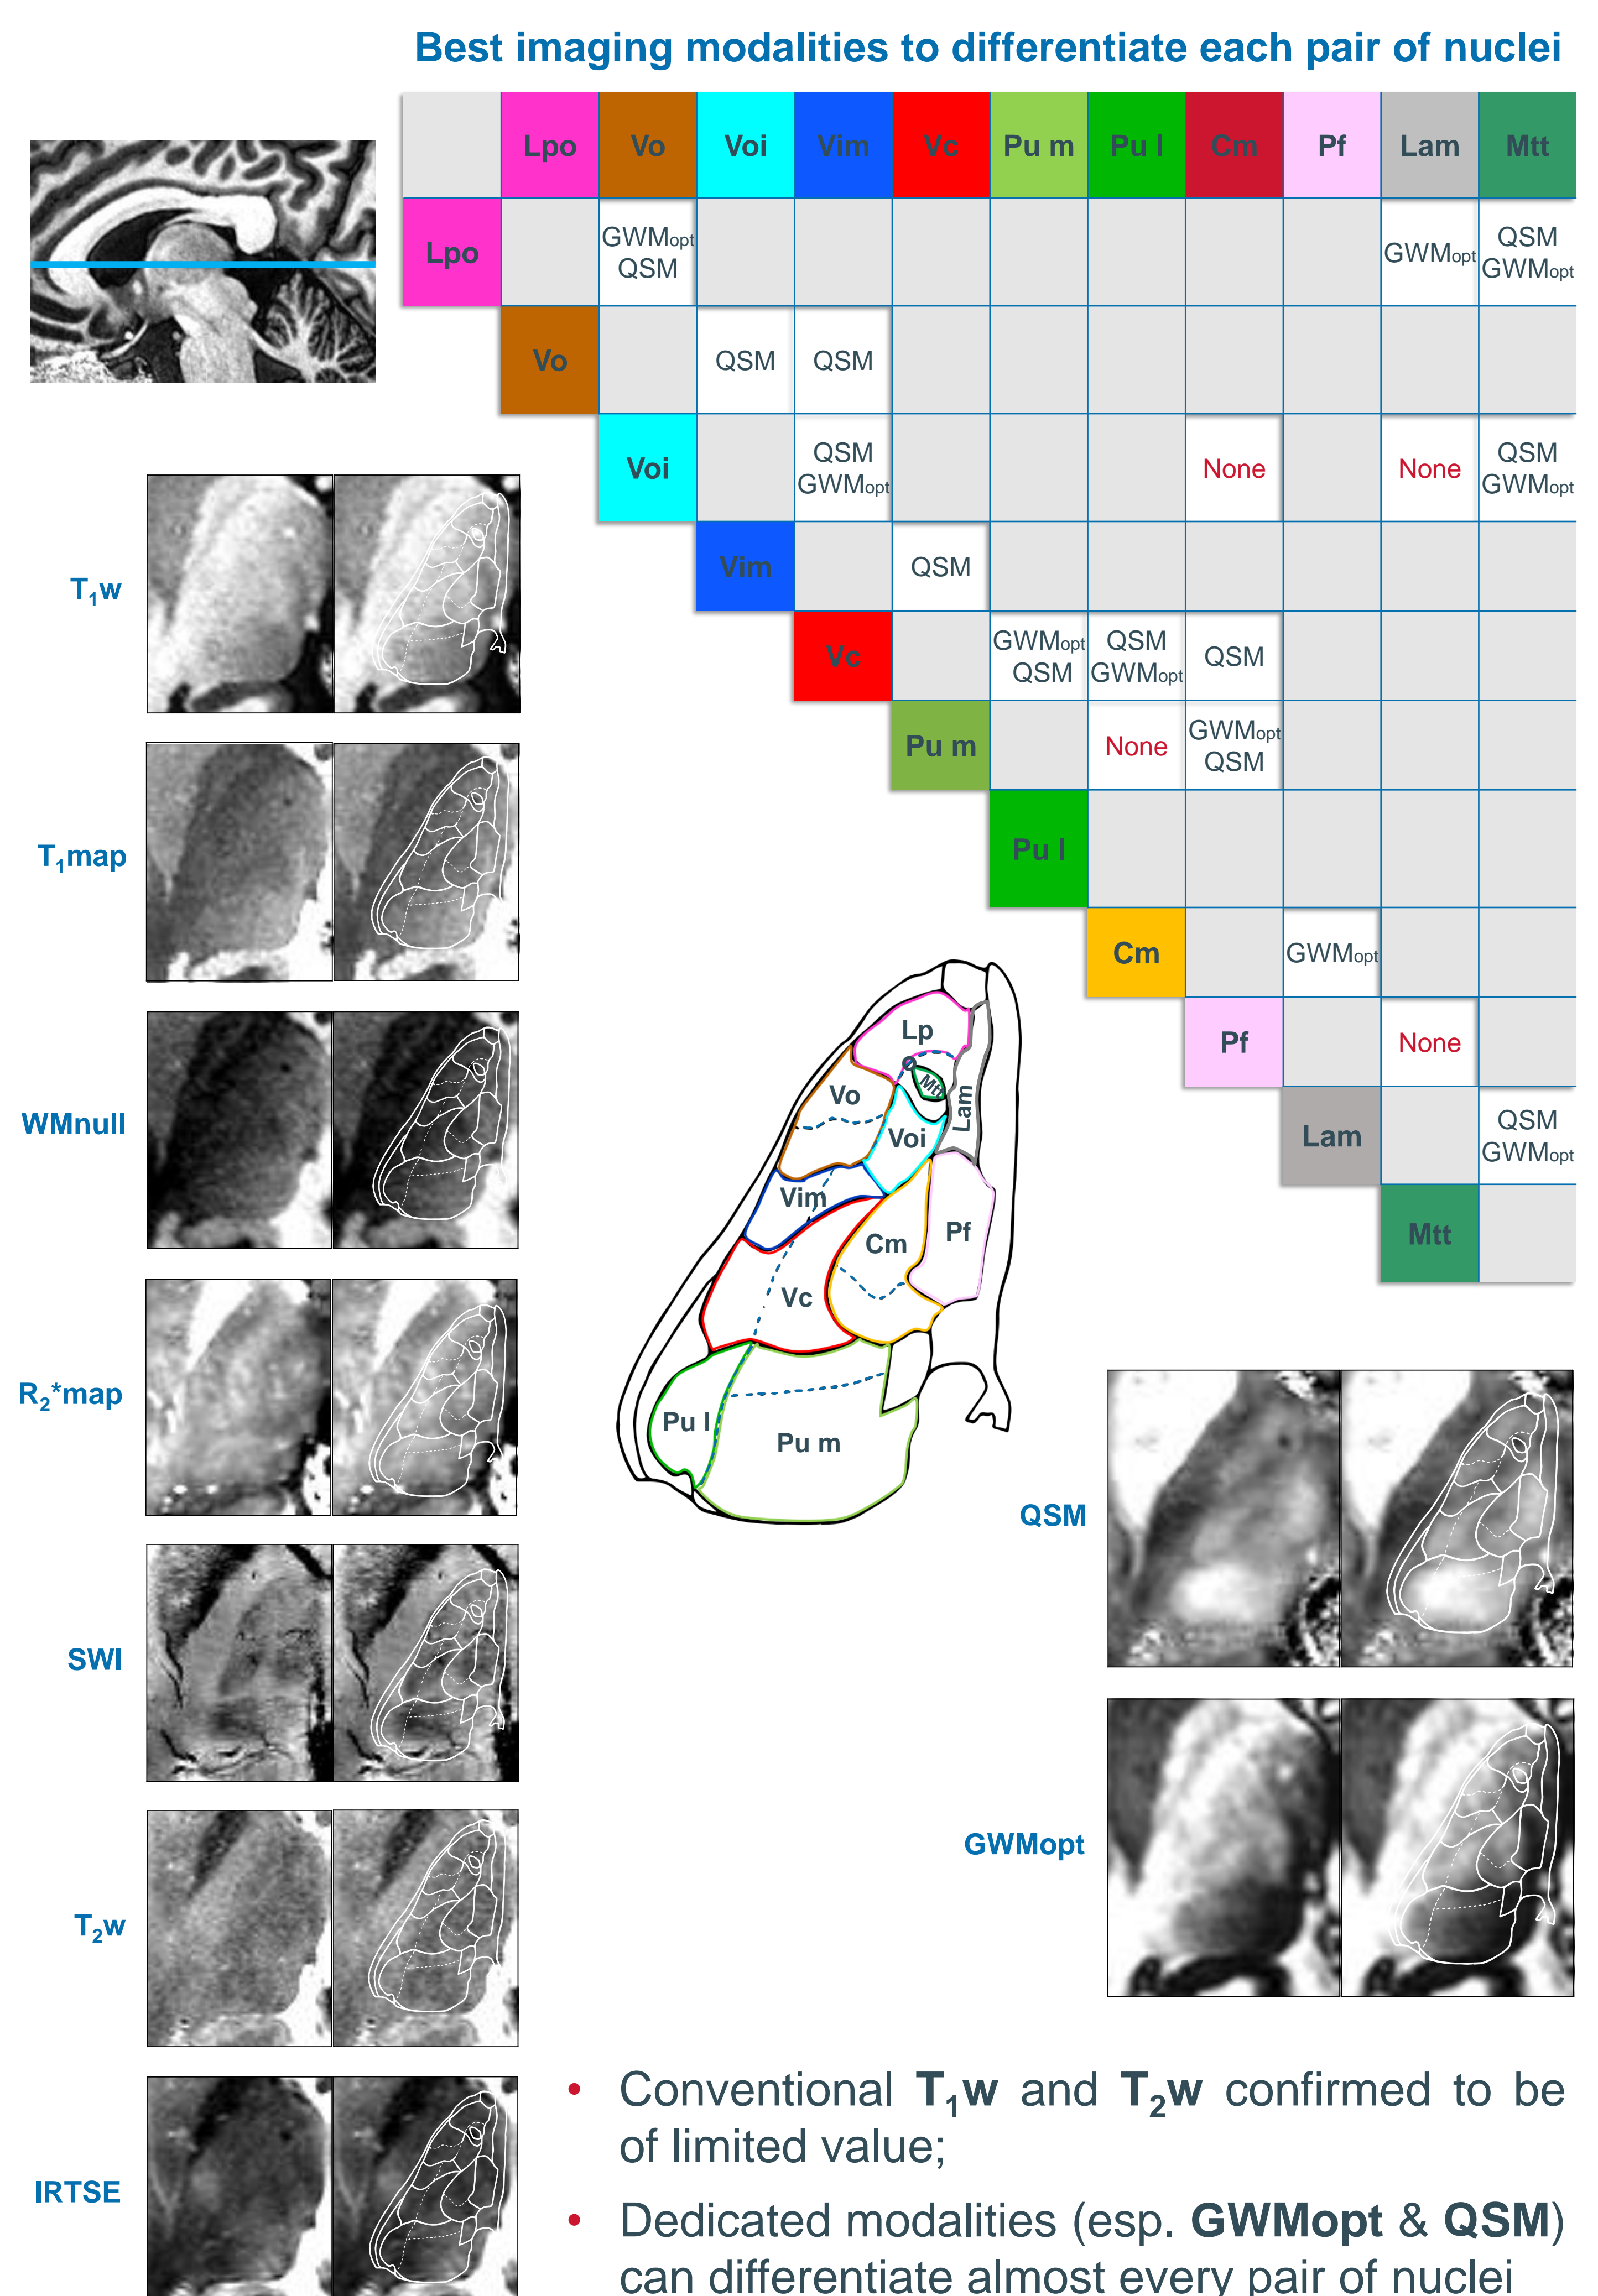 Best imaging modalities to differentiate each pair of nuclei
Lpo Vo Voi Vim Vc Pu m Pu l Cm Pf Lam Mtt
Lpo GWMopt QSM GWMopt QSM GWMopt
Vo QSM QSM
Voi QSM GWMopt None None QSM GWMopt
Vim QSM
Vc GWMopt QSM QSM GWMopt QSM
Pu m None GWMopt QSM
Pu l
Cm GWMopt
Pf None
Lam QSM GWMopt
Mtt
T1w
T1map
WMnull
R2*map
SWI
T2w
IRTSE
Lp
Mtt
Vo
Lam
Voi
Vim
Pf
Cm
Vc
Pu l
Pu m
QSM
GWMopt
• Conventional T1w and T2w confirmed to be
of limited value;
• Dedicated modalities (esp. GWMopt & QSM)
can differentiate almost every pair of nuclei